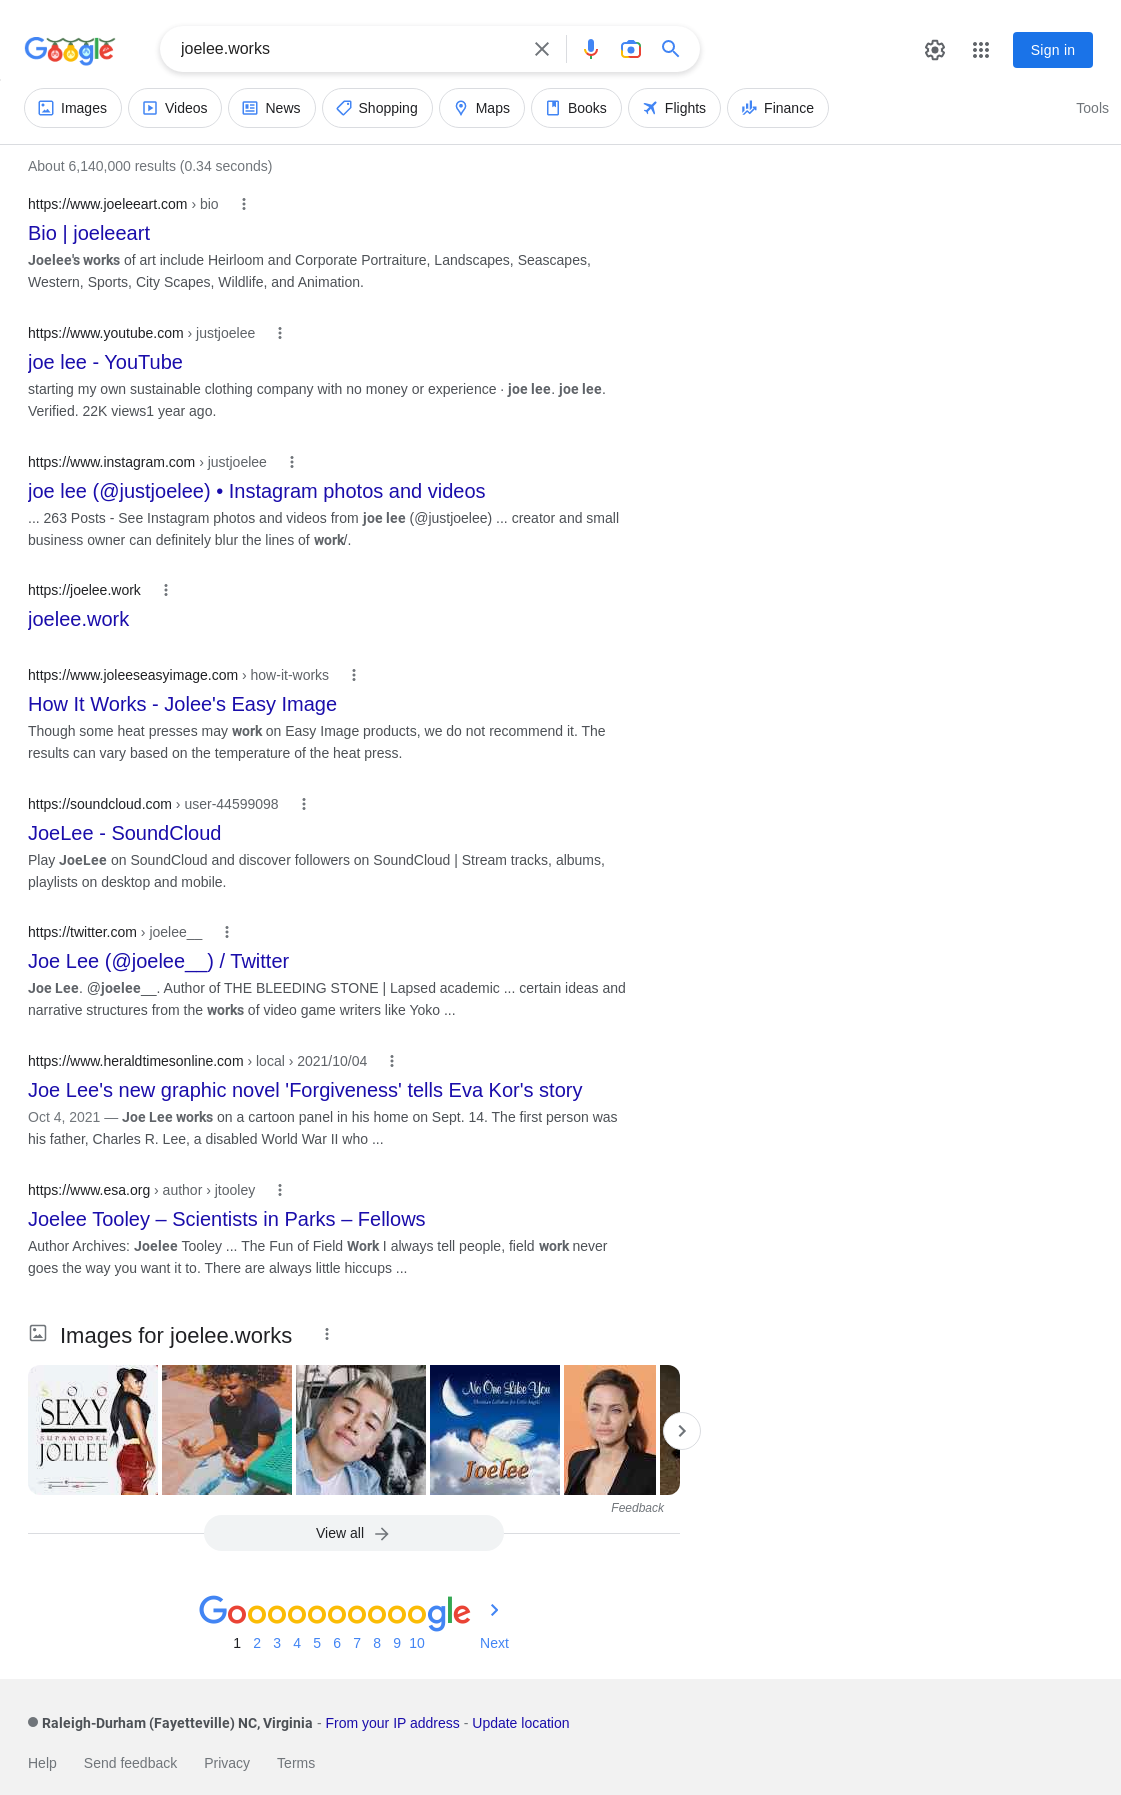 Google
joelee.works
Sign in
Images
Videos
News
Shopping
Maps
Books
Flights
Finance
Tools
About 6,140,000 results (0.34 seconds)
https://www.joeleeart.com › bio
Bio | joeleeart
Joelee's works of art include Heirloom and Corporate Portraiture, Landscapes, Seascapes,
Western, Sports, City Scapes, Wildlife, and Animation.
https://www.youtube.com › justjoelee
joe lee - YouTube
starting my own sustainable clothing company with no money or experience · joe lee. joe lee.
Verified. 22K views1 year ago.
https://www.instagram.com › justjoelee
joe lee (@justjoelee) • Instagram photos and videos
... 263 Posts - See Instagram photos and videos from joe lee (@justjoelee) ... creator and small
business owner can definitely blur the lines of work/.
https://joelee.work
joelee.work
https://www.joleeseasyimage.com › how-it-works
How It Works - Jolee's Easy Image
Though some heat presses may work on Easy Image products, we do not recommend it. The
results can vary based on the temperature of the heat press.
https://soundcloud.com › user-44599098
JoeLee - SoundCloud
Play JoeLee on SoundCloud and discover followers on SoundCloud | Stream tracks, albums,
playlists on desktop and mobile.
https://twitter.com › joelee__
Joe Lee (@joelee__) / Twitter
Joe Lee. @joelee__. Author of THE BLEEDING STONE | Lapsed academic ... certain ideas and
narrative structures from the works of video game writers like Yoko ...
https://www.heraldtimesonline.com › local › 2021/10/04
Joe Lee's new graphic novel 'Forgiveness' tells Eva Kor's story
Oct 4, 2021 — Joe Lee works on a cartoon panel in his home on Sept. 14. The first person was
his father, Charles R. Lee, a disabled World War II who ...
https://www.esa.org › author › jtooley
Joelee Tooley – Scientists in Parks – Fellows
Author Archives: Joelee Tooley ... The Fun of Field Work I always tell people, field work never
goes the way you want it to. There are always little hiccups ...
Images for joelee.works
SOO
SEXY
SUPAMODEL
JOELEE
No One Like You
Joelee
Feedback
View all
Goooooooooogle
1 2 3 4 5 6 7 8 9 10 Next
Raleigh-Durham (Fayetteville) NC, Virginia - From your IP address - Update location
Help
Send feedback
Privacy
Terms